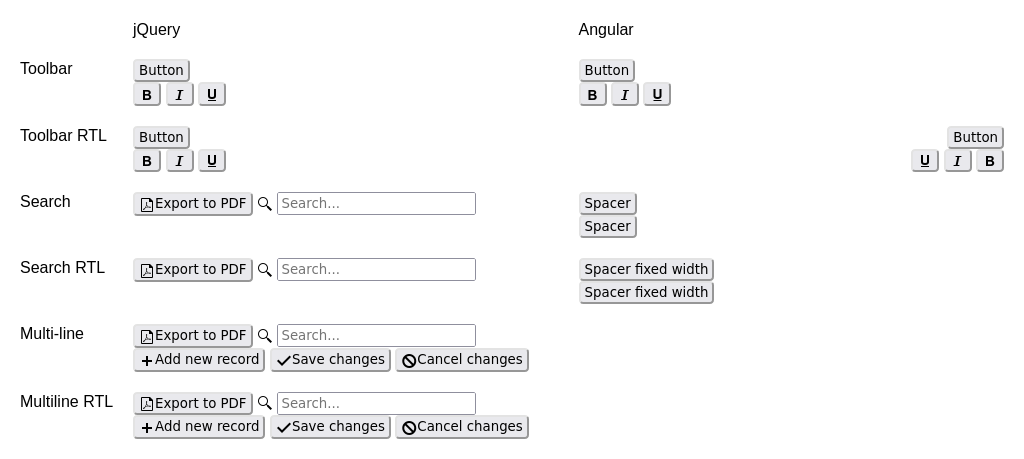 jQuery Angular
Toolbar Button Button
B I U B I U
Toolbar RTL Button Button
B I U U I B
Search Export to PDF Search... Spacer
Spacer
Search RTL Export to PDF Search... Spacer fixed width
Spacer fixed width
Multi-line Export to PDF Search...
Add new record Save changes Cancel changes
Multiline RTL Export to PDF Search...
Add new record Save changes Cancel changes